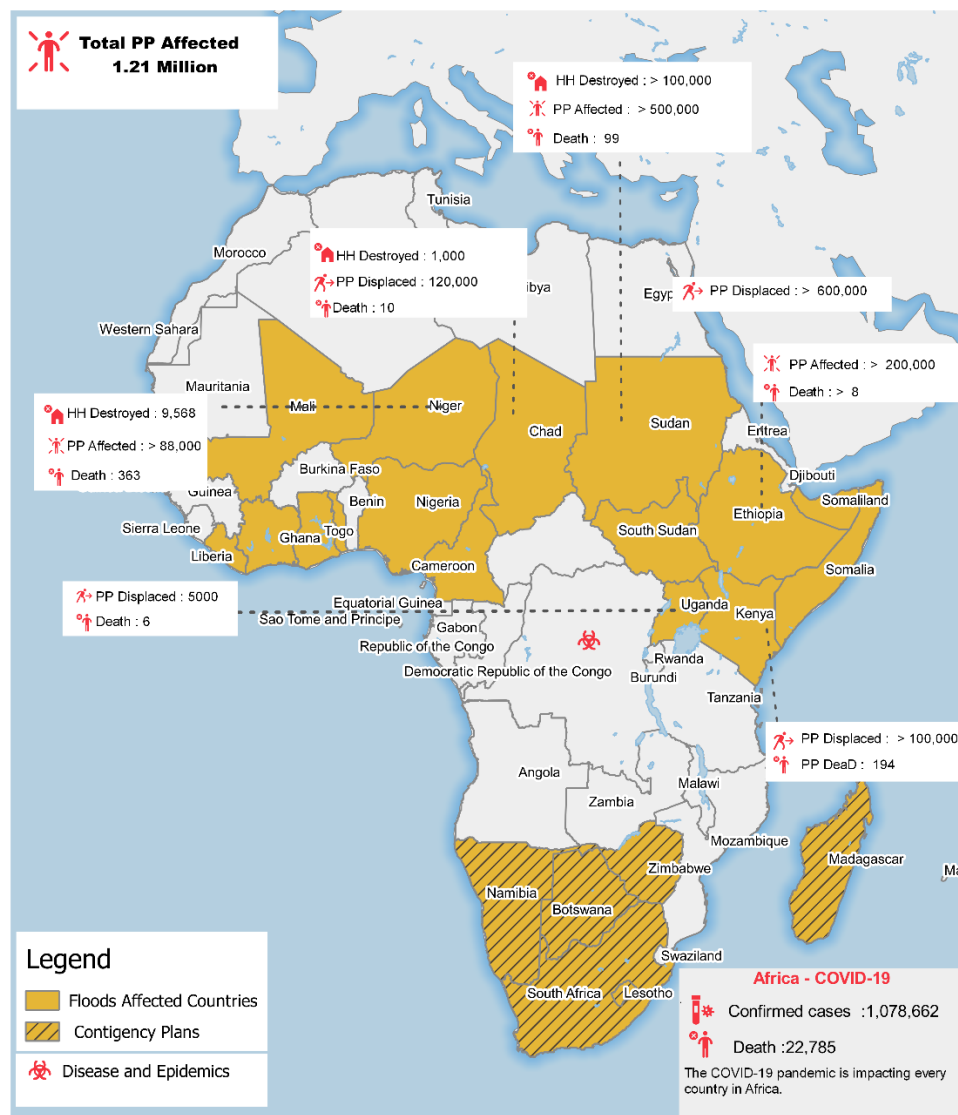 Total PP Affected
1.21 Million
HH Destroyed : > 100,000
PP Affected : > 500,000
Death : 99
Tunisia
Morocco
HH Destroyed : 1,000
PP Displaced : 120,000
Death : 10
ibya
Egyp
PP Displaced : > 600,000
Western Sahara
PP Affected : > 200,000
Death : > 8
Mauritania
HH Destroyed : 9,568
PP Affected : > 88,000
Death : 363
Mali
Niger
Chad
Sudan
Eritrea
Burkina Faso
Djibouti
Guinea
Benin
Nigeria
Somaliland
Sierra Leone
Ghana
Togo
Ethiopia
South Sudan
Liberia
Cameroon
Somalia
PP Displaced : 5000
Death : 6
Equatorial Guinea
Sao Tome and Principe
Gabon
Republic of the Congo
Democratic Republic of the Congo
Uganda
Kenya
Rwanda
Burundi
Tanzania
PP Displaced : > 100,000
PP DeaD : 194
Angola
Malawi
Zambia
Mozambique
Madagascar
Ma
Zimbabwe
Namibia
Botswana
Swaziland
South Africa
Lesotho
Legend
Floods Affected Countries
Contigency Plans
Disease and Epidemics
Africa - COVID-19
Confirmed cases :1,078,662
Death :22,785
The COVID-19 pandemic is impacting every
country in Africa.